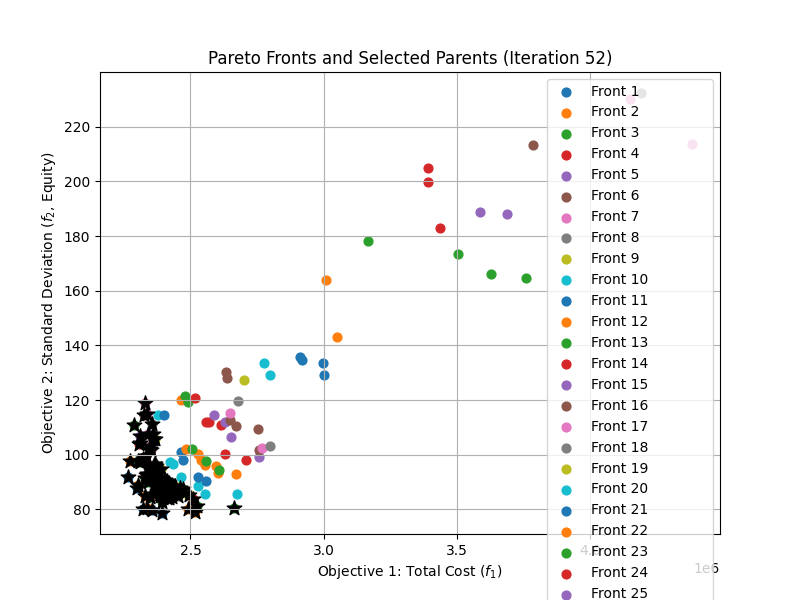 Pareto Fronts and Selected Parents (Iteration 52)
Objective 2: Standard Deviation (f₂, Equity)
220
200
180
160
140
120
100
80
2.5
3.0
3.5
4.0
1e6
Objective 1: Total Cost (f₁)
Front 1
Front 2
Front 3
Front 4
Front 5
Front 6
Front 7
Front 8
Front 9
Front 10
Front 11
Front 12
Front 13
Front 14
Front 15
Front 16
Front 17
Front 18
Front 19
Front 20
Front 21
Front 22
Front 23
Front 24
Front 25